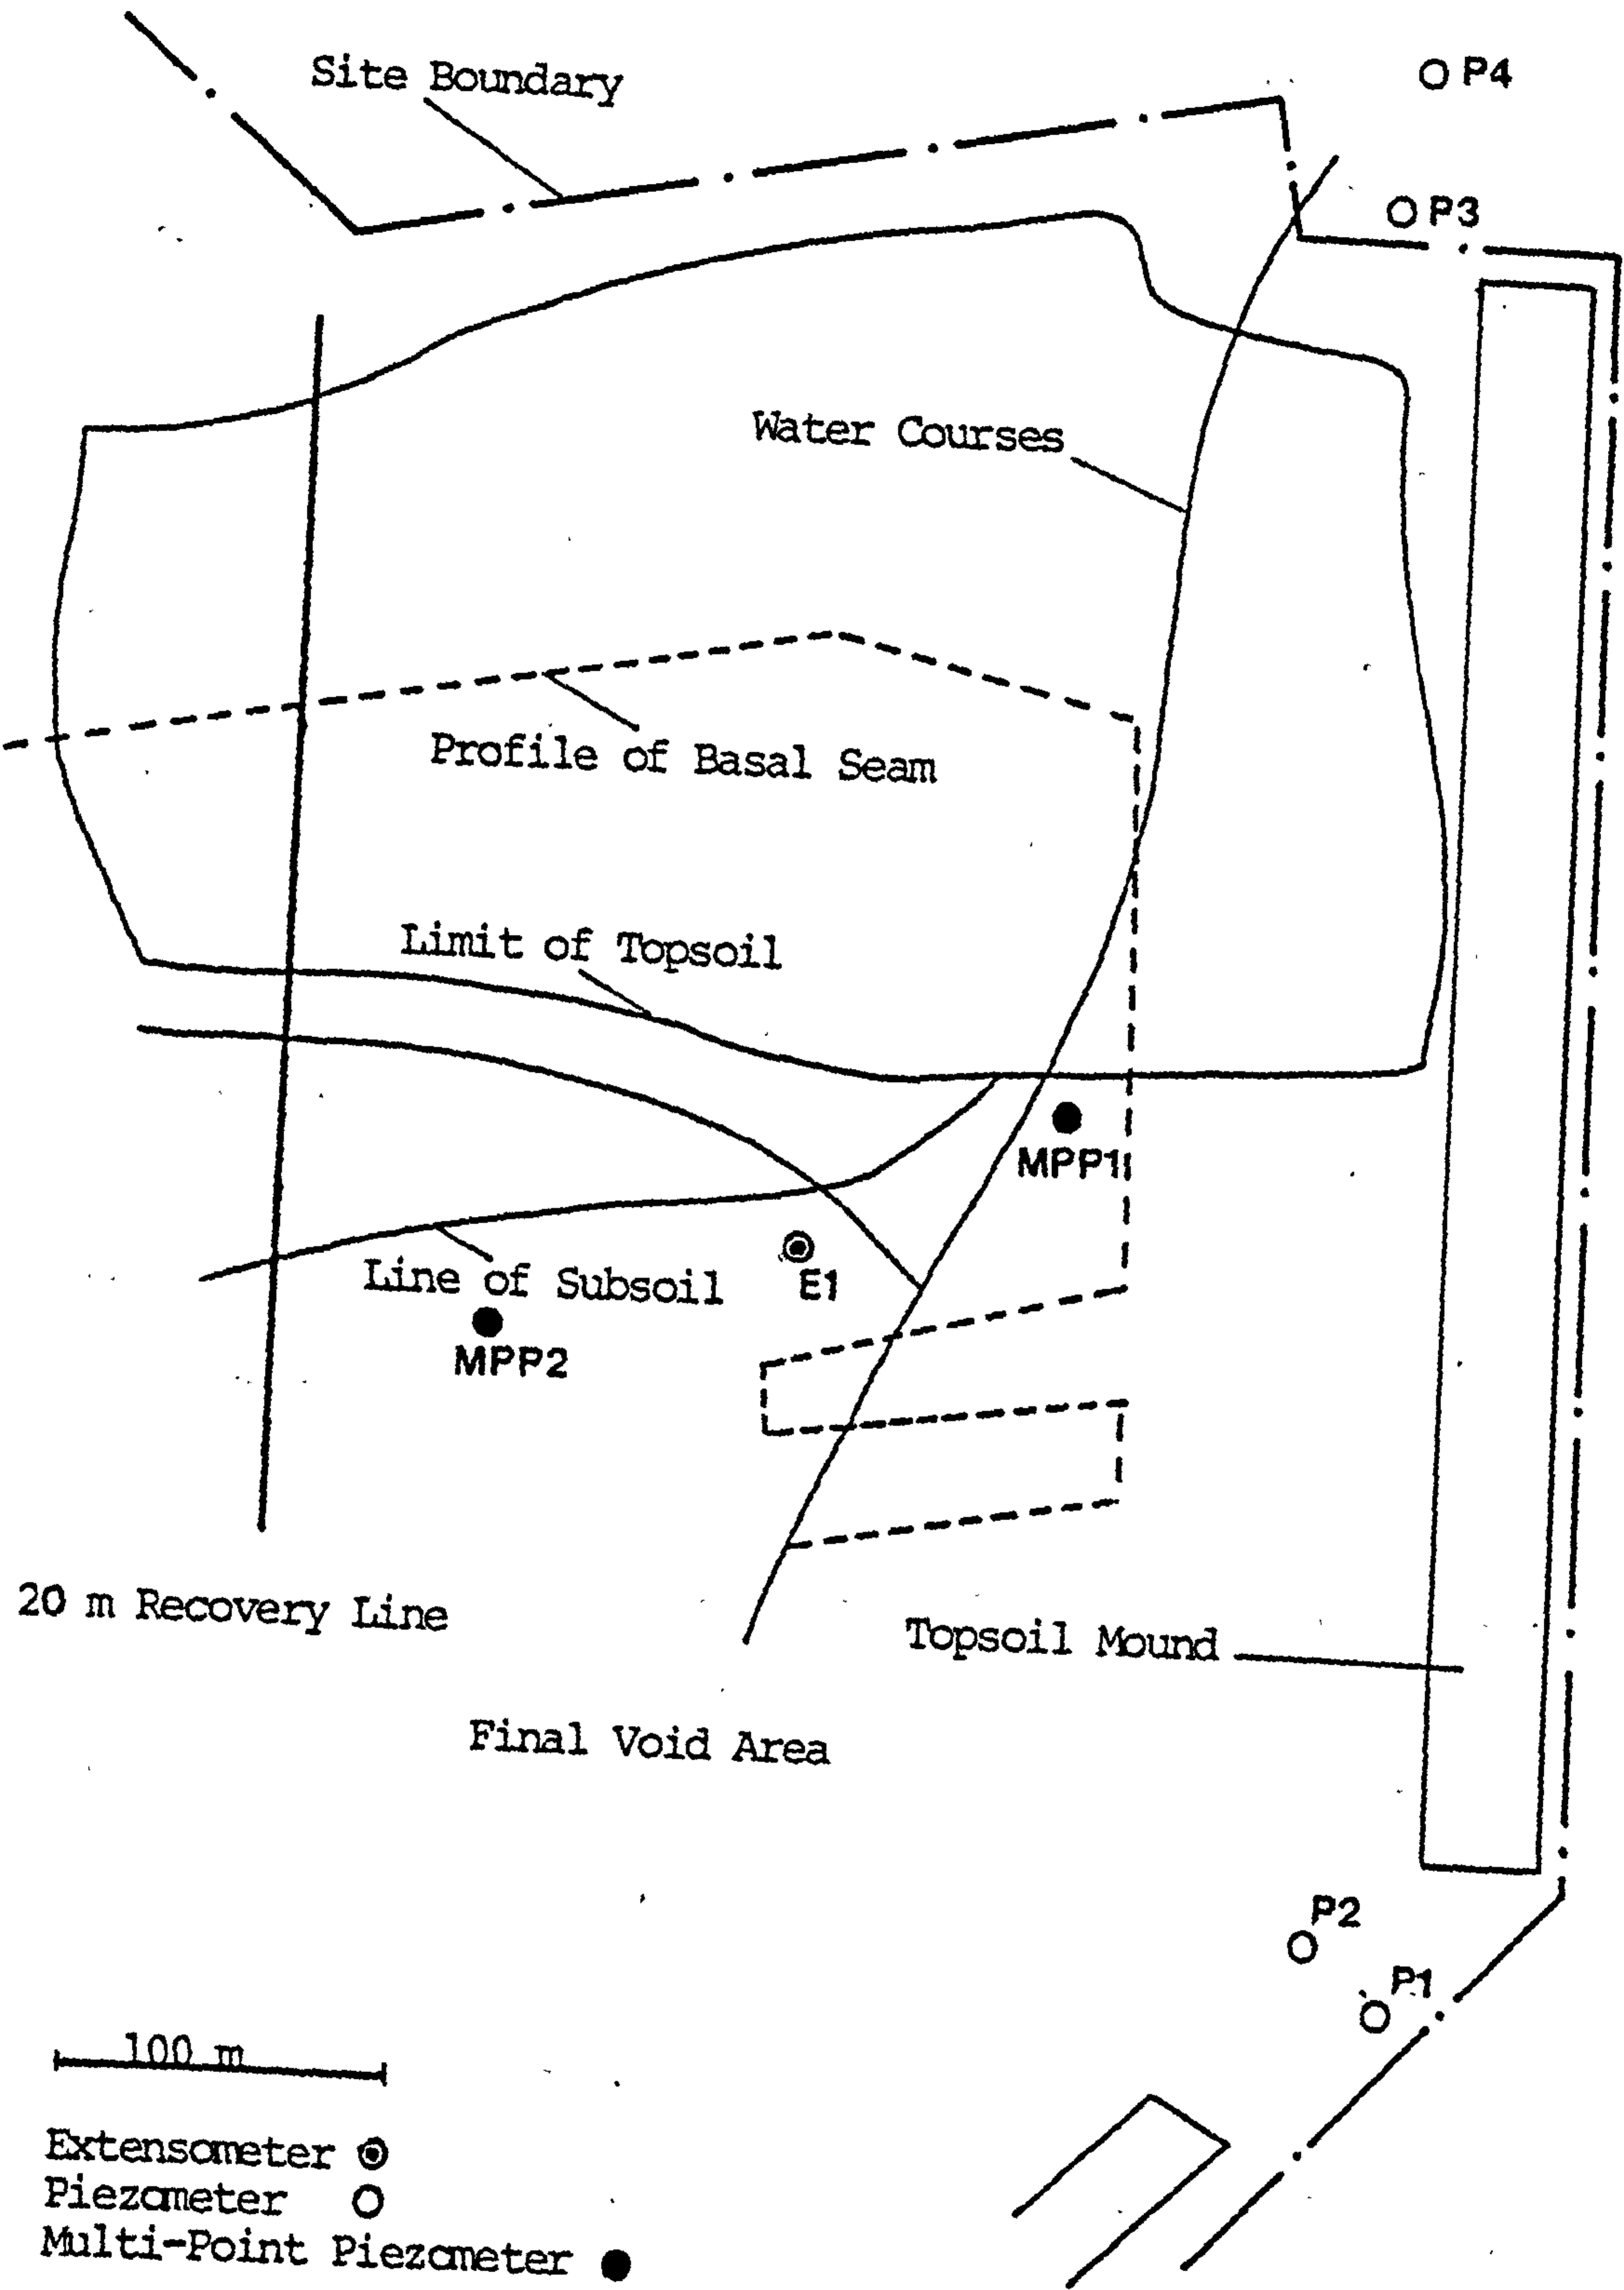 Site Boundary
P4
P3
Water Courses
Profile of Basal Seam
Limit of Topsoil
MPP1
Line of Subsoil
E1
MPP2
20 m Recovery Line
Topsoil Mound
Final Void Area
P2
P1
100 m
Extensometer
Piezometer
Multi-Point Piezometer